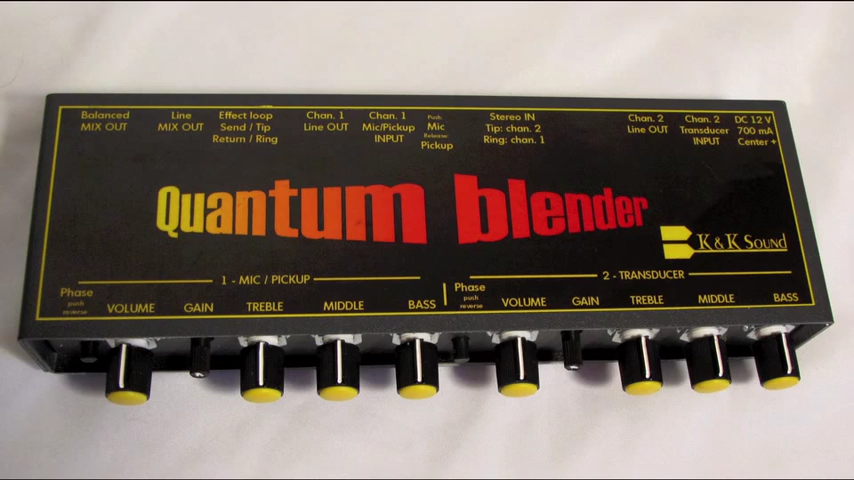 Balanced
MIX OUT
Line
MIX OUT
Effect loop
Send / Tip
Return / Ring
Chan. 1
Line OUT
Chan. 1
Mic/Pickup
INPUT
Push
Mic
Release
Pickup
Stereo IN
Tip: chan. 2
Ring: chan. 1
Chan. 2
Line OUT
Chan. 2
Transducer
INPUT
DC 12 V
700 mA
Center +
Quantum blender
K & K Sound
1 - MIC / PICKUP
2 - TRANSDUCER
Phase
push
reverse
VOLUME
GAIN
TREBLE
MIDDLE
BASS
Phase
push
reverse
VOLUME
GAIN
TREBLE
MIDDLE
BASS